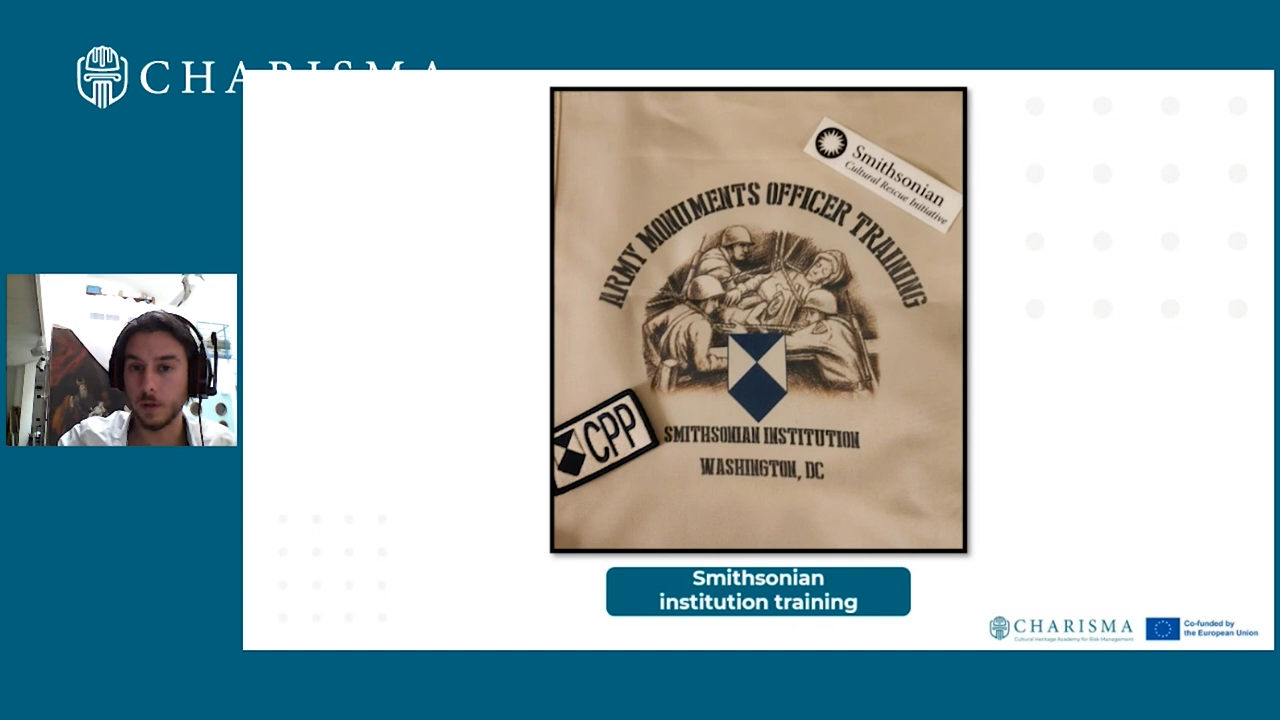 CHARISMA
Smithsonian
Cultural Rescue Initiative
ARMY MONUMENTS OFFICER TRAINING
CPP
SMITHSONIAN INSTITUTION
WASHINGTON, DC
Smithsonian
institution training
CHARISMA
Cultural Heritage Academy for Risk Management
Co-funded by
the European Union